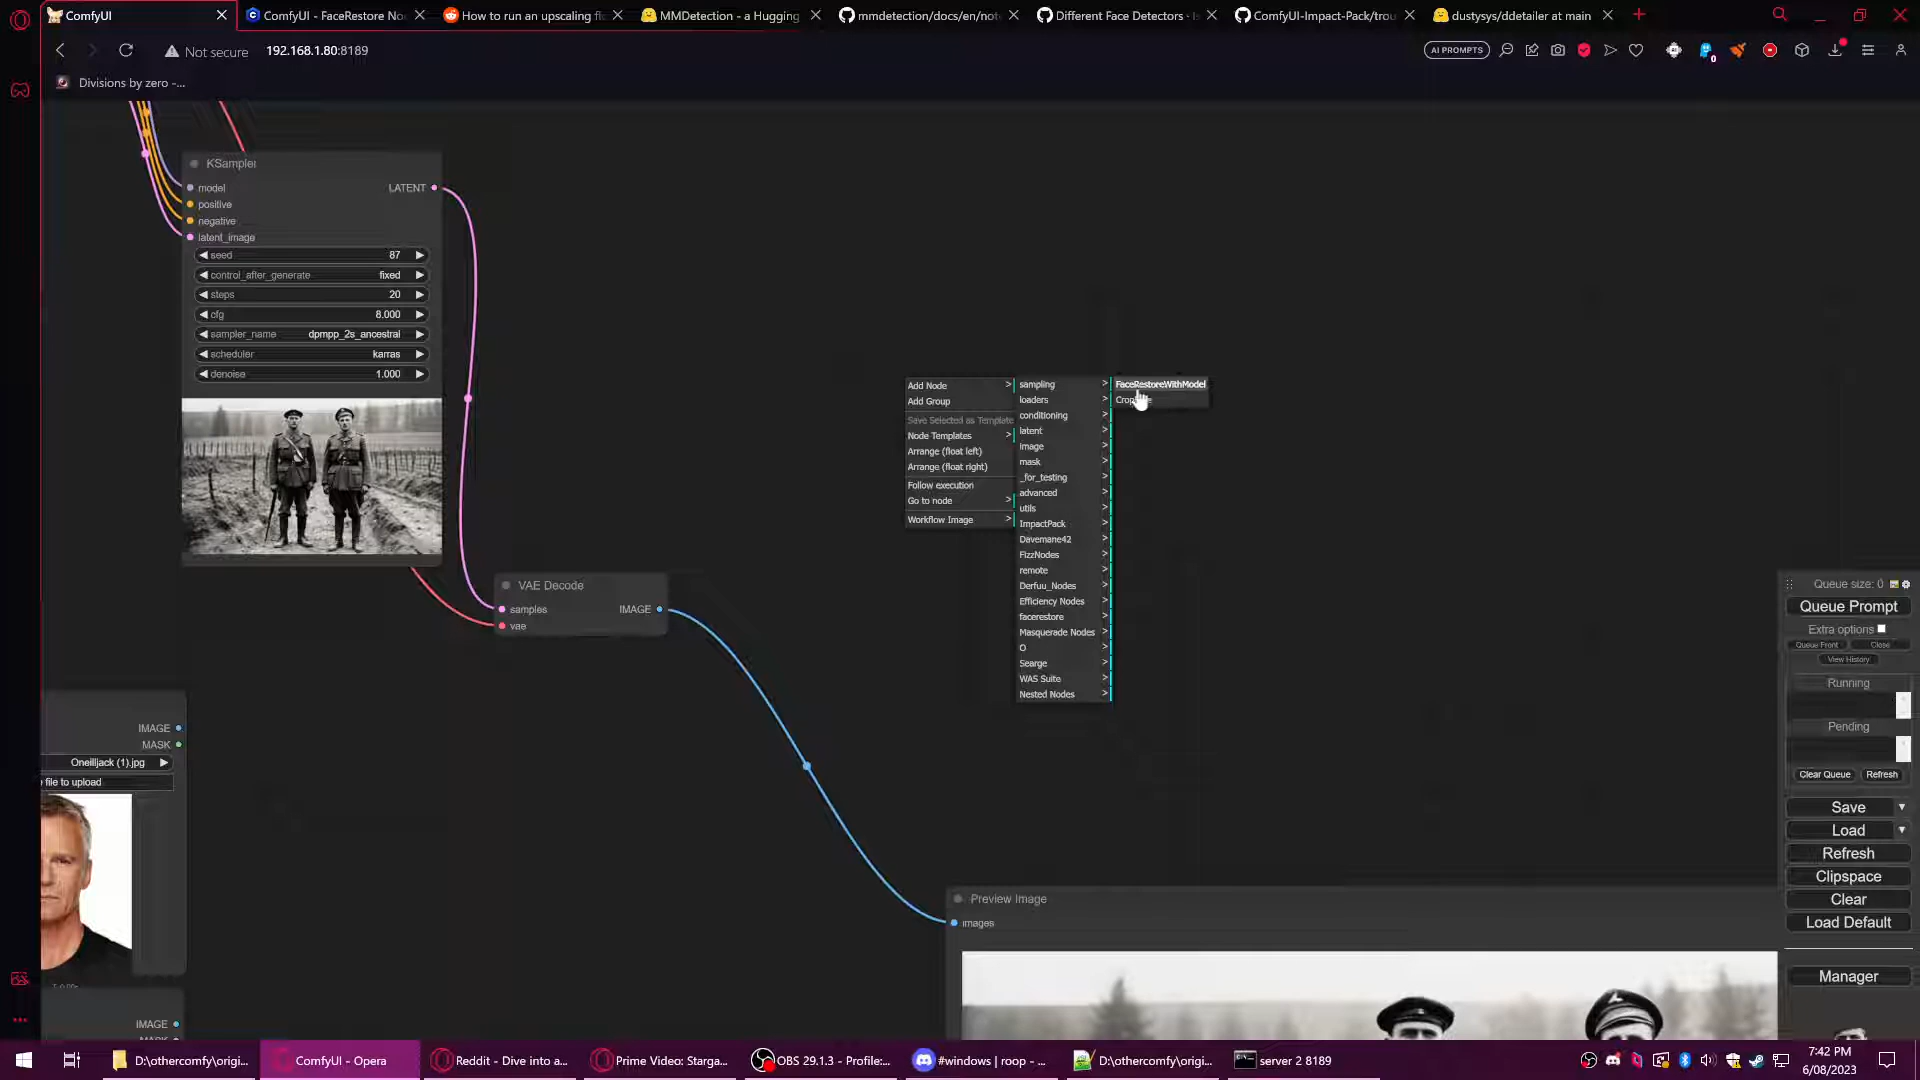 ComfyUI
ComfyUI - FaceRestore No
How to run an upscaling fl
MMDetection - a Hugging
mmdetection/docs/en/not
Different Face Detectors · Is
ComfyUI-Impact-Pack/trou
dustysys/ddetailer at main
Not secure
192.168.1.80:8189
AI PROMPTS
0
Divisions by zero -...
KSampler
model
LATENT
positive
negative
latent_image
seed 87
control_after_generate fixed
steps 20
cfg 8.000
sampler_name dpmpp_2s_ancestral
scheduler karras
denoise 1.000
Add Node >
Add Group
Save Selected as Template
Node Templates >
Arrange (float left)
Arrange (float right)
Follow execution
Go to node >
Workflow Image >
sampling >
loaders >
conditioning >
latent >
image >
mask >
_for_testing >
advanced >
utils >
ImpactPack >
Davemane42 >
FizzNodes >
remote >
Derfuu_Nodes >
Efficiency Nodes >
facerestore >
Masquerade Nodes >
O >
Searge >
WAS Suite >
Nested Nodes >
FaceRestoreWithModel
VAE Decode
samples
IMAGE
vae
IMAGE
MASK
Oneilljack (1).jpg
file to upload
IMAGE
MASK
Preview Image
images
Queue size: 0
Queue Prompt
Extra options
Queue Front
Close
View History
Running
Pending
Clear Queue
Refresh
Save
Load
Refresh
Clipspace
Clear
Load Default
Manager
D:\othercomfy\origi...
ComfyUI - Opera
Reddit - Dive into a...
Prime Video: Starga...
OBS 29.1.3 - Profile:...
#windows | roop - ...
D:\othercomfy\origi...
server 2 8189
7:42 PM
6/08/2023